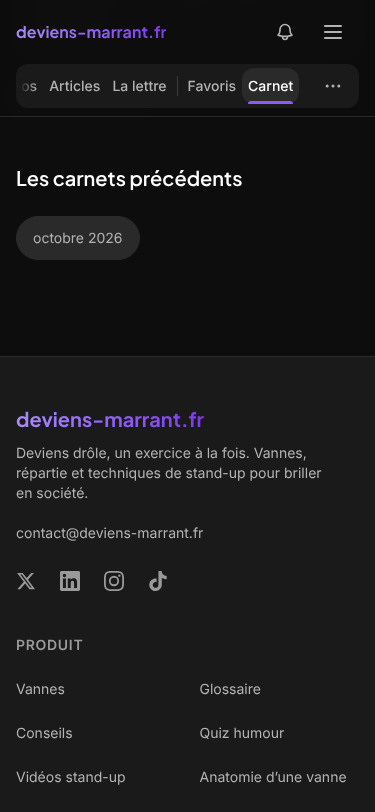 deviens-marrant.fr
os Articles La lettre Favoris Carnet
Les carnets précédents
octobre 2026
deviens-marrant.fr
Deviens drôle, un exercice à la fois. Vannes,
répartie et techniques de stand-up pour briller
en société.
contact@deviens-marrant.fr
PRODUIT
Vannes Glossaire
Conseils Quiz humour
Vidéos stand-up Anatomie d’une vanne